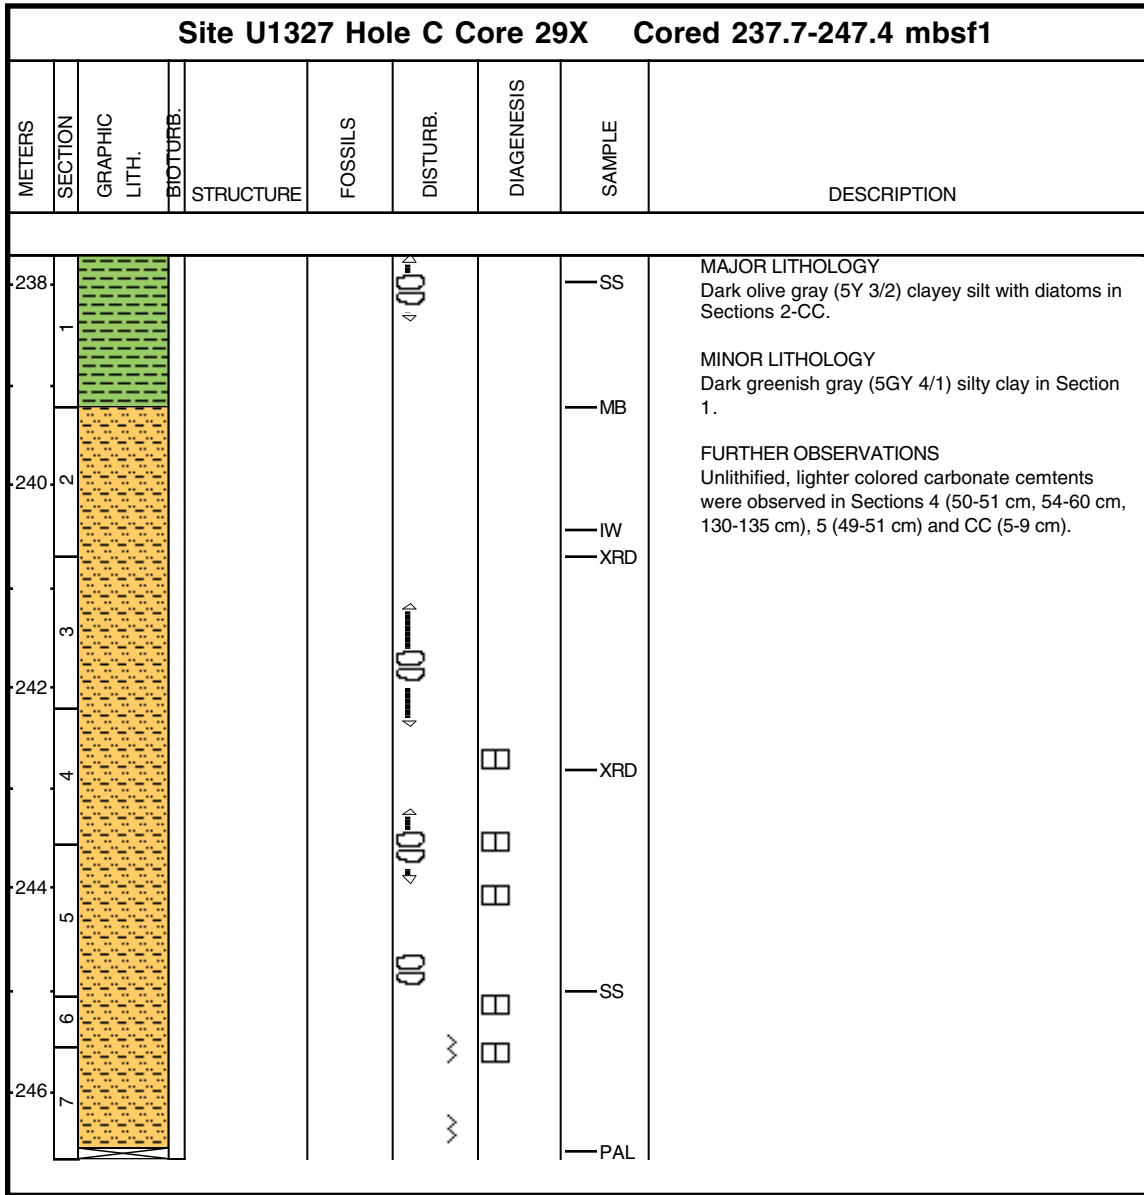 Site U1327 Hole C Core 29X Cored 237.7-247.4 mbsf1
METERS
SECTION
GRAPHIC
LITH.
BIOTURB.
STRUCTURE
FOSSILS
DISTURB.
DIAGENESIS
SAMPLE
DESCRIPTION
238
240
242
244
246
1
2
3
4
5
6
7
SS
MB
IW
XRD
XRD
SS
PAL
MAJOR LITHOLOGY
Dark olive gray (5Y 3/2) clayey silt with diatoms in
Sections 2-CC.
MINOR LITHOLOGY
Dark greenish gray (5GY 4/1) silty clay in Section
1.
FURTHER OBSERVATIONS
Unlithified, lighter colored carbonate cemtents
were observed in Sections 4 (50-51 cm, 54-60 cm,
130-135 cm), 5 (49-51 cm) and CC (5-9 cm).